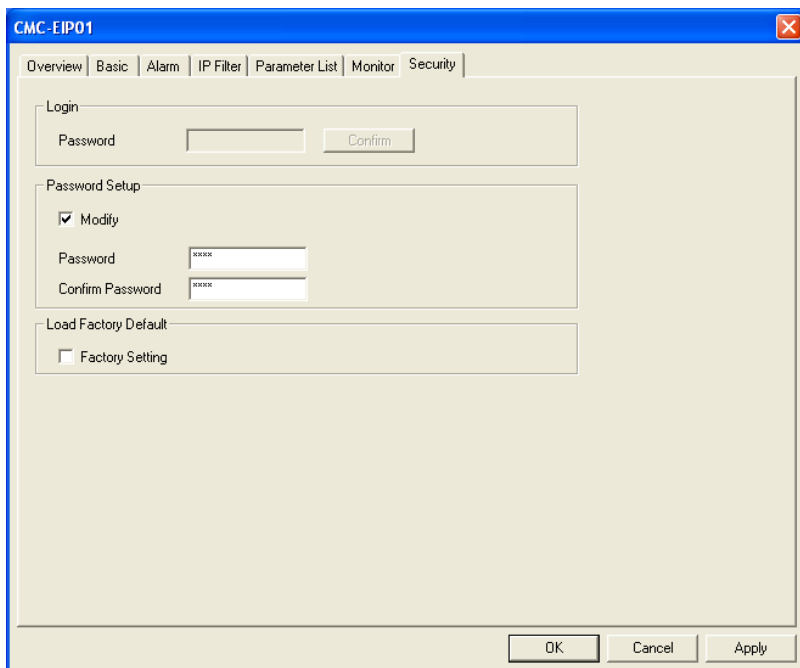 CMC-EIP01
Overview Basic Alarm IP Filter Parameter List Monitor Security
Login
Password Confirm
Password Setup
Modify
Password ****
Confirm Password ****
Load Factory Default
Factory Setting
OK Cancel Apply